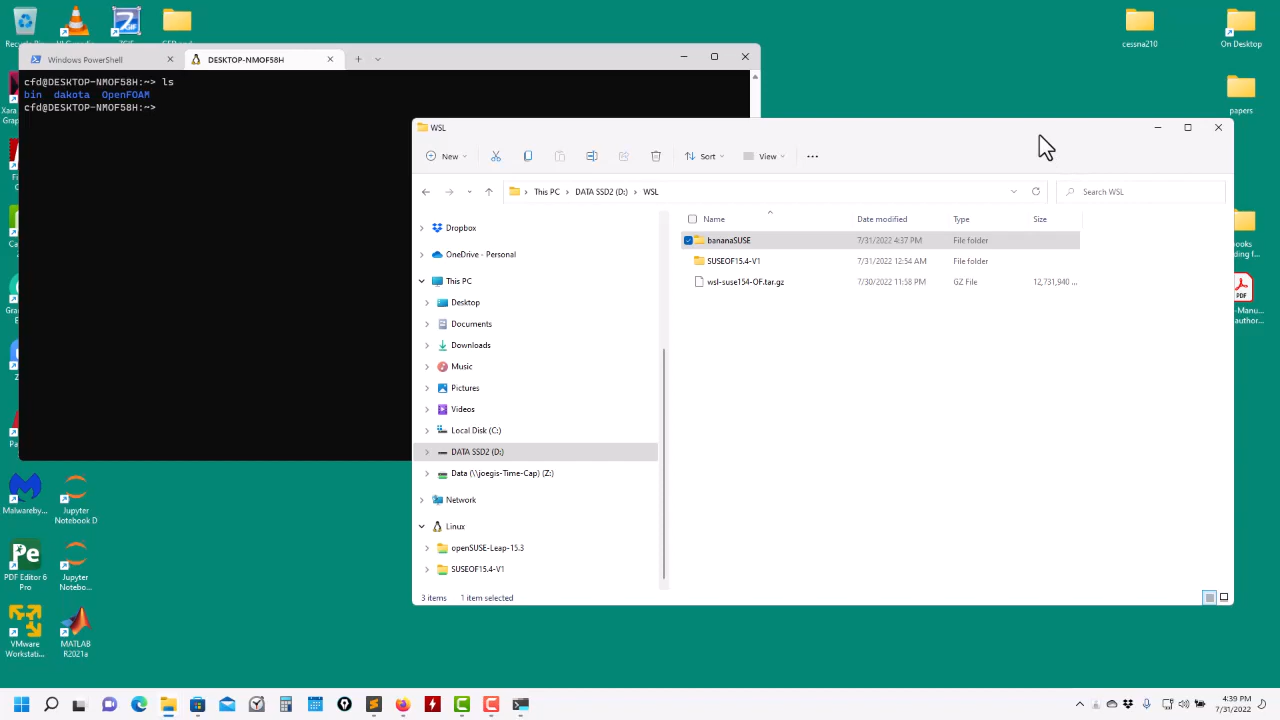 cessna210
On Desktop
Windows PowerShell
DESKTOP-NMOF58H
cfd@DESKTOP-NMOF58H:~> ls
bin dakota OpenFOAM
cfd@DESKTOP-NMOF58H:~>
papers
WSL
New
Sort
View
This PC
DATA SSD2 (D:)
WSL
Search WSL
Name
Date modified
Type
Size
Dropbox
bananaSUSE
7/31/2022 4:37 PM
File folder
OneDrive - Personal
SUSEOF15.4-V1
7/31/2022 12:54 AM
File folder
This PC
wsl-suse154-OF.tar.gz
7/30/2022 11:58 PM
GZ File
12,731,940 ...
Desktop
Documents
Downloads
Music
Pictures
Videos
Local Disk (C:)
DATA SSD2 (D:)
Data (\\joegis-Time-Cap) (Z:)
Network
Linux
openSUSE-Leap-15.3
SUSEOF15.4-V1
3 items
1 item selected
PDF
-Manu...
author...
Malwareby...
Jupyter
Notebook D
PDF Editor 6
Pro
Jupyter
Notebo...
VMware
Workstati...
MATLAB
R2021a
4:39 PM
7/31/2022